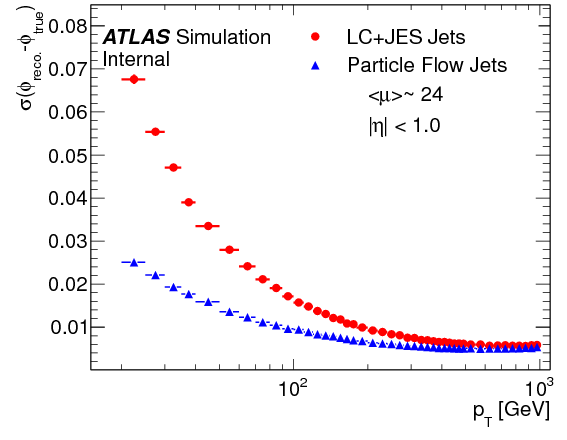 ATLAS Simulation
Internal
LC+JES Jets
Particle Flow Jets
<μ>~ 24
|η| < 1.0
σ(ϕreco.-ϕtrue)
0.08
0.07
0.06
0.05
0.04
0.03
0.02
0.01
10²
10³
pT [GeV]